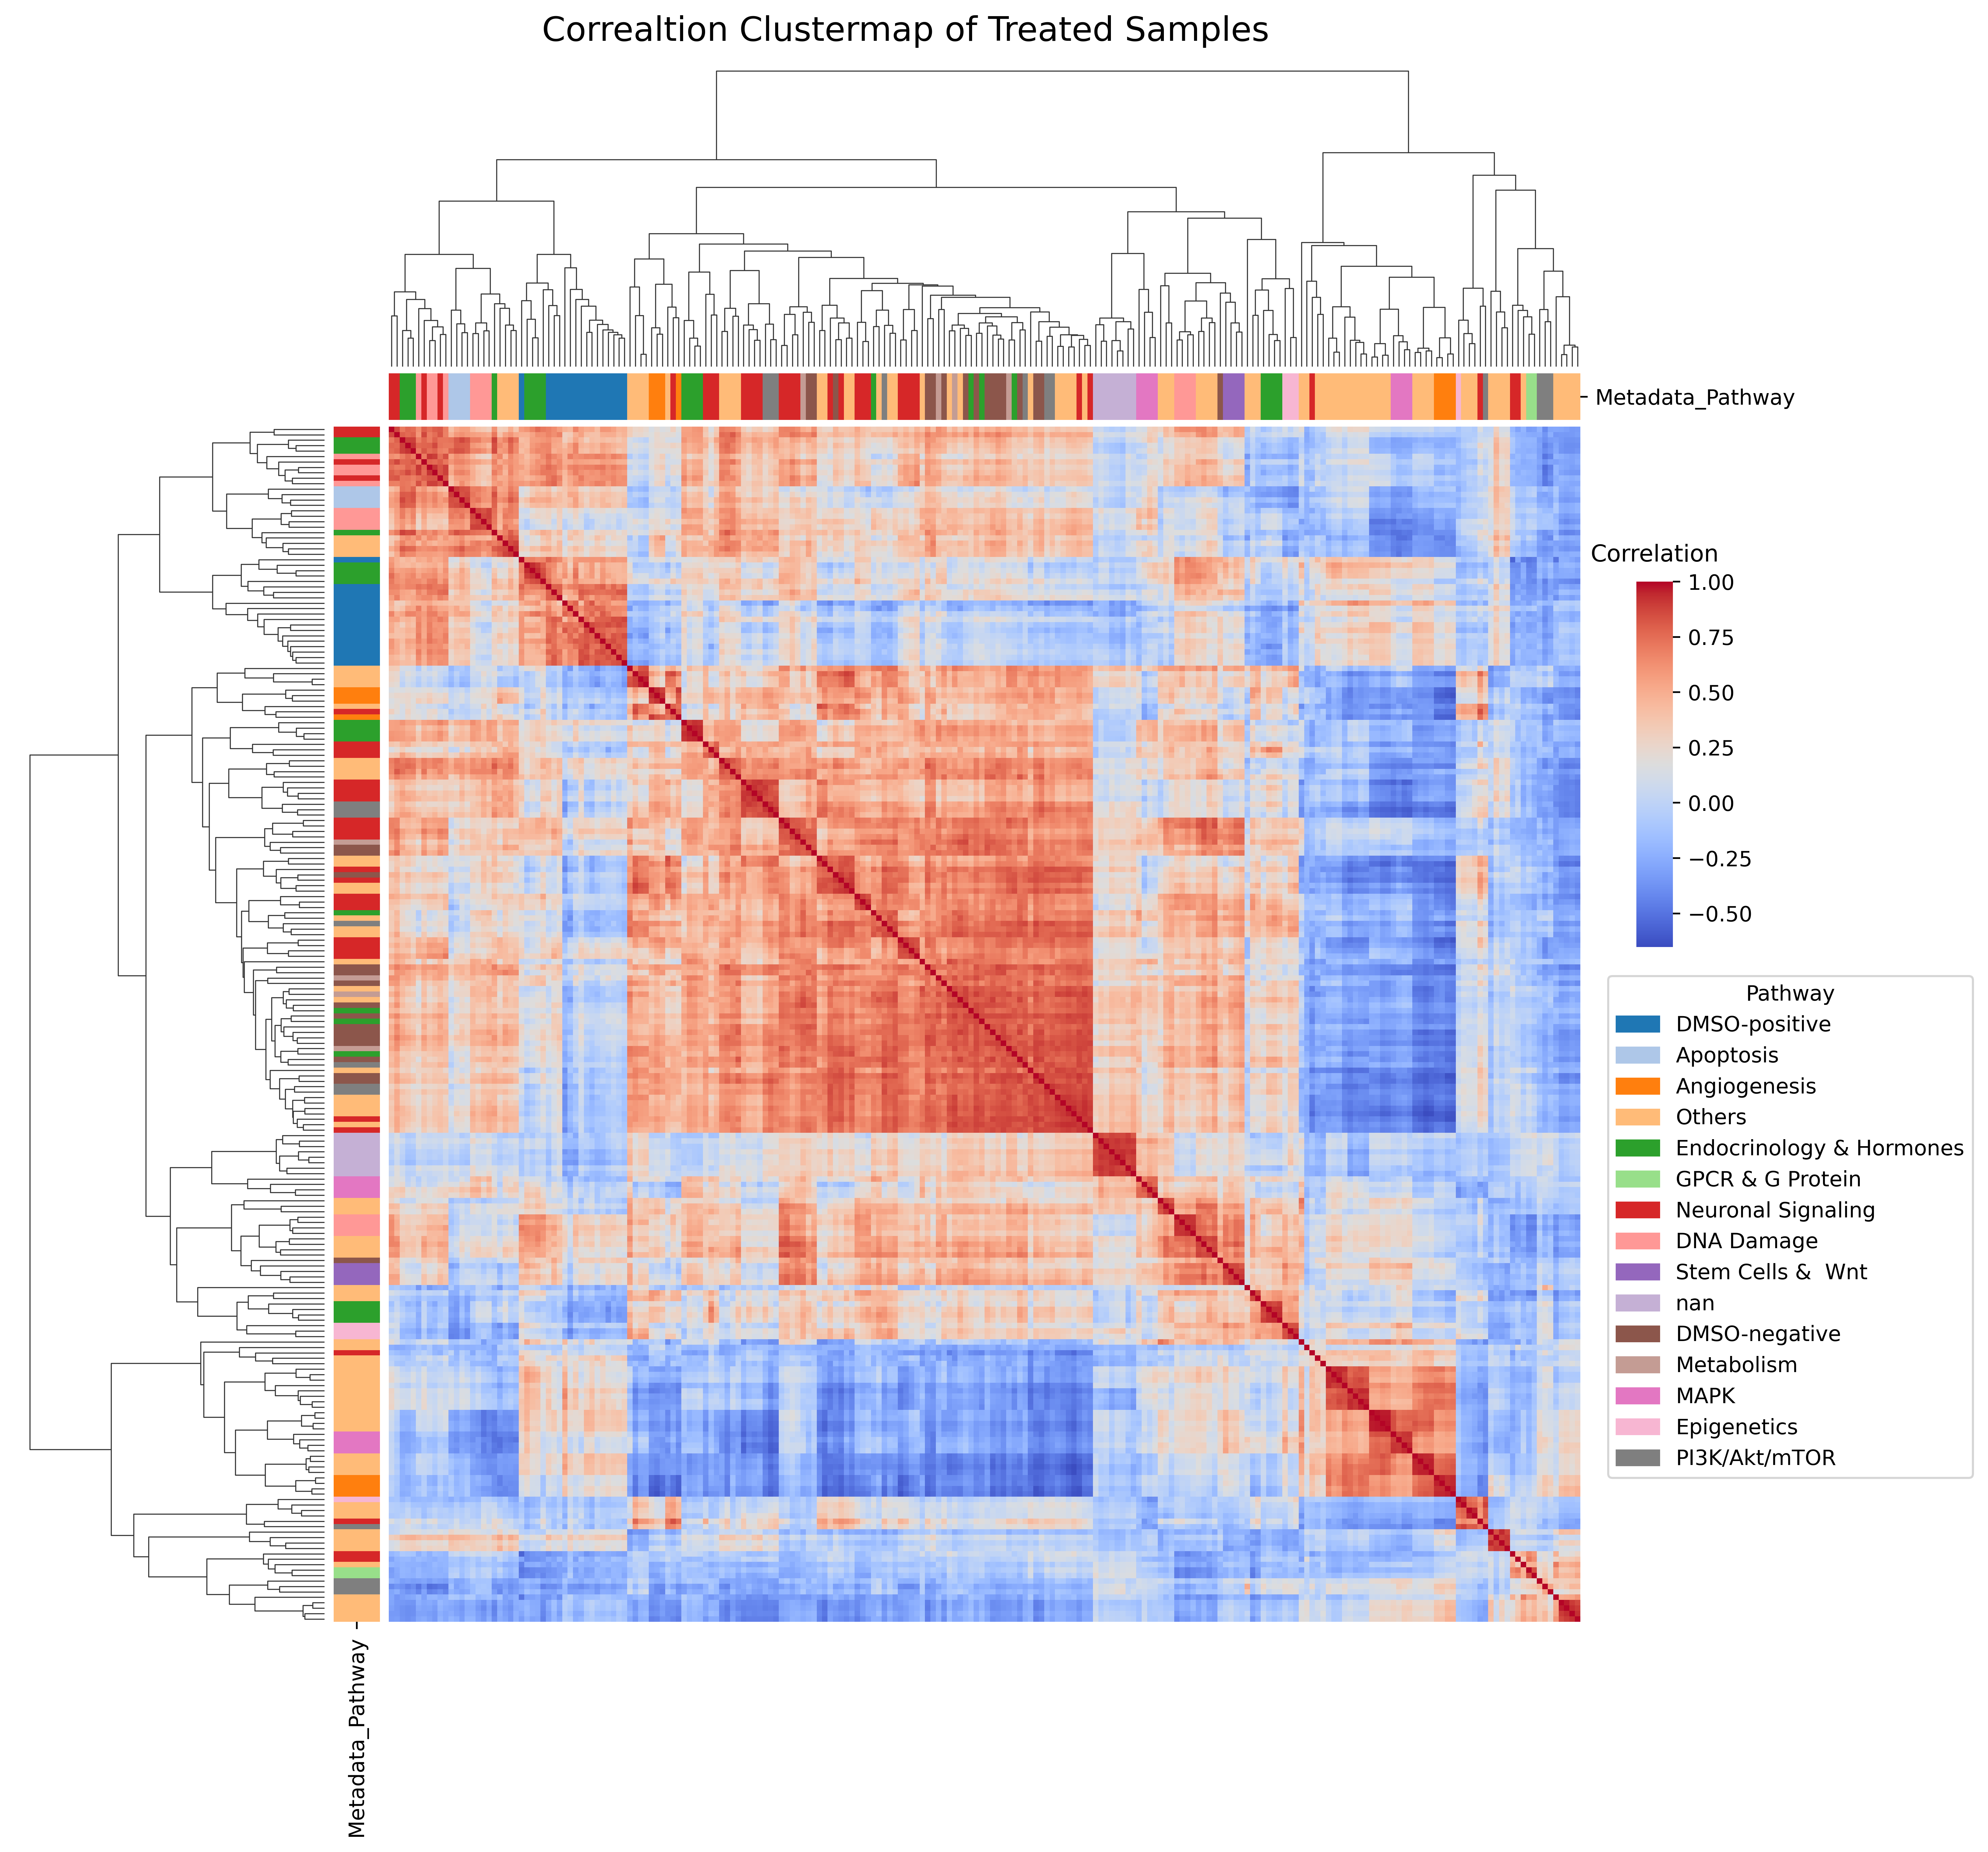 Correaltion Clustermap of Treated Samples
Metadata_Pathway
Correlation
1.00
0.75
0.50
0.25
0.00
−0.25
−0.50
Pathway
DMSO-positive
Apoptosis
Angiogenesis
Others
Endocrinology & Hormones
GPCR & G Protein
Neuronal Signaling
DNA Damage
Stem Cells &  Wnt
nan
DMSO-negative
Metabolism
MAPK
Epigenetics
PI3K/Akt/mTOR
Metadata_Pathway